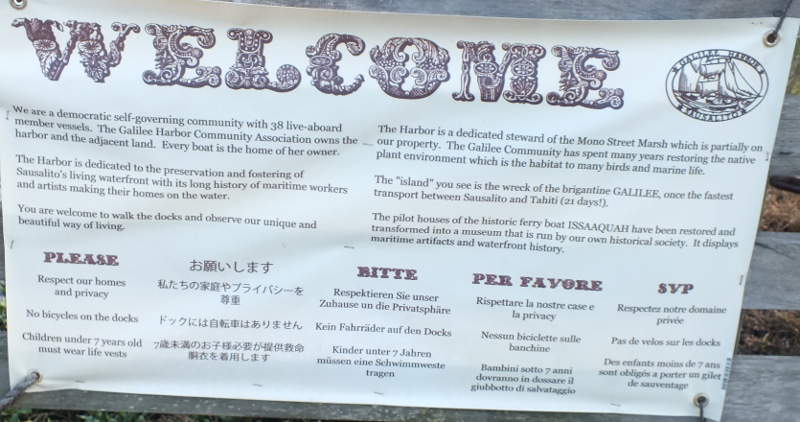 WELCOME
GALILEE HARBOR
SAUSALITO
We are a democratic self-governing community with 38 live-aboard
member vessels. The Galilee Harbor Community Association owns the
harbor and the adjacent land. Every boat is the home of her owner.
The Harbor is dedicated to the preservation and fostering of
Sausalito's living waterfront with its long history of maritime workers
and artists making their homes on the water.
You are welcome to walk the docks and observe our unique and
beautiful way of living.
The Harbor is a dedicated steward of the Mono Street Marsh which is partially on
our property. The Galilee Community has spent many years restoring the native
plant environment which is the habitat to many birds and marine life.
The "island" you see is the wreck of the brigantine GALILEE, once the fastest
transport between Sausalito and Tahiti (21 days!).
The pilot houses of the historic ferry boat ISSAAQUAH have been restored and
transformed into a museum that is run by our own historical society. It displays
maritime artifacts and waterfront history.
PLEASE
Respect our homes
and privacy
No bicycles on the docks
Children under 7 years old
must wear life vests
お願いします
私たちの家庭やプライバシーを
尊重
ドックには自転車はありません
7歳未満のお子様必要が提供救命
胴衣を着用します
BITTE
Respektieren Sie unser
Zuhause un die Privatsphäre
Kein Fahrräder auf den Docks
Kinder unter 7 Jahren
müssen eine Schwimmweste
tragen
PER FAVORE
Rispettare la nostre case e
la privacy
Nessun biciclette sulle
banchine
Bambini sotto 7 anni
dovranno in dossare il
giubbotto di salvataggio
SVP
Respectez notre domaine
privée
Pas de velos sur les docks
Des enfants moins de 7 ans
sont obligés a porter un gilet
de sauventage